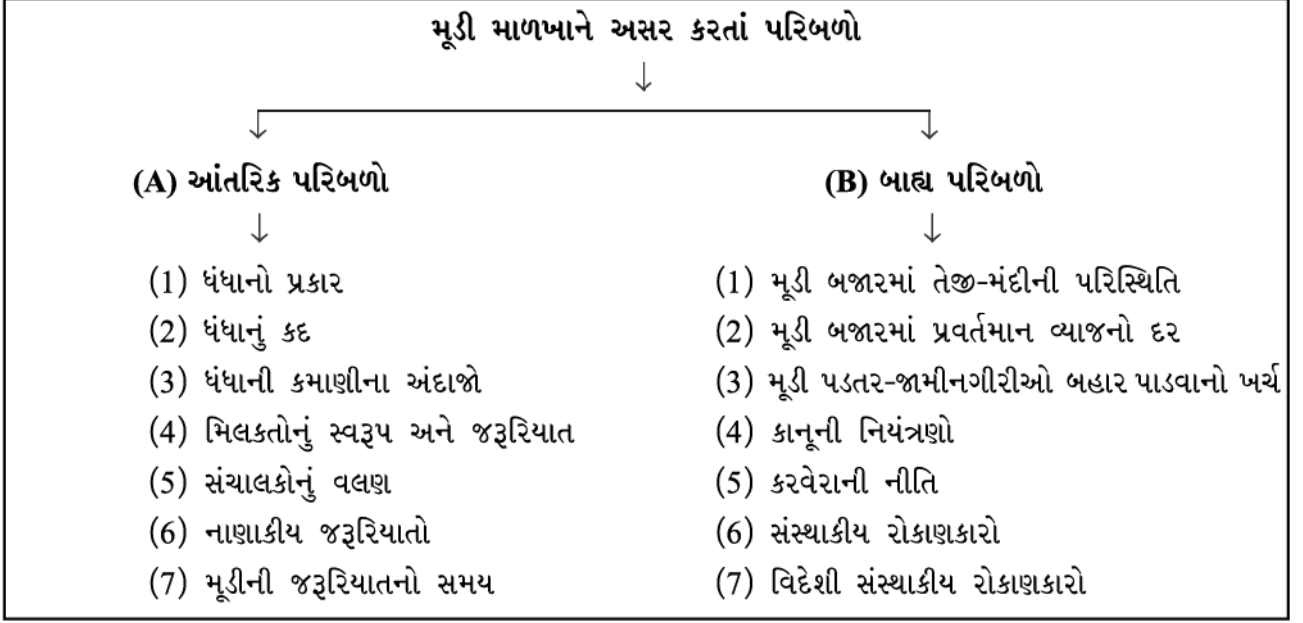 મૂડી માળખાને અસર કરતાં પરિબળો
(A) આંતરિક પરિબળો
(1) ધંધાનો પ્રકાર
(2) ધંધાનું કદ
(3) ધંધાની કમાણીના અંદાજો
(4) મિલકતોનું સ્વરૂપ અને જરૂરિયાત
(5) સંચાલકોનું વલણ
(6) નાણાકીય જરૂરિયાતો
(7) મૂડીની જરૂરિયાતનો સમય
(B) બાહ્ય પરિબળો
(1) મૂડી બજારમાં તેજી-મંદીની પરિસ્થિતિ
(2) મૂડી બજારમાં પ્રવર્તમાન વ્યાજનો દર
(3) મૂડી પડતર-જામીનગીરીઓ બહાર પાડવાનો ખર્ચ
(4) કાનૂની નિયંત્રણો
(5) કરવેરાની નીતિ
(6) સંસ્થાકીય રોકાણકારો
(7) વિદેશી સંસ્થાકીય રોકાણકારો